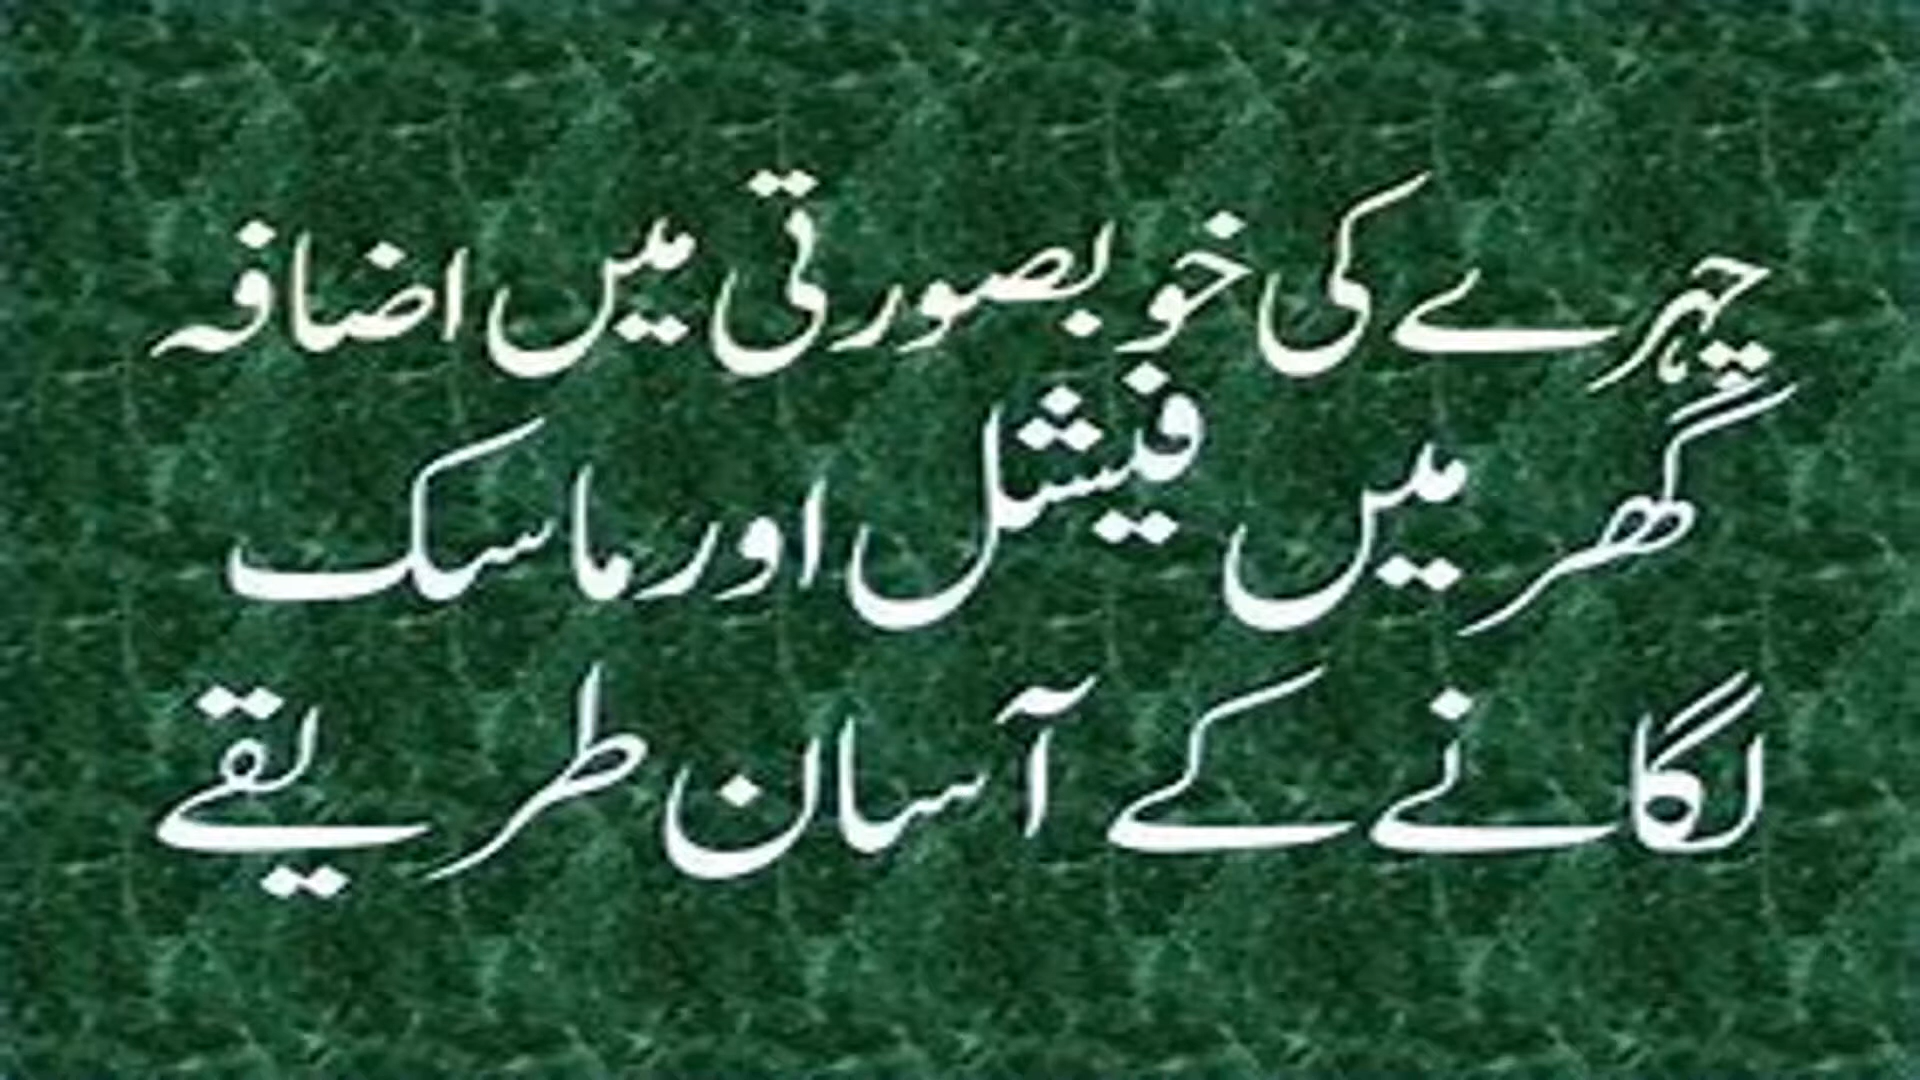 چہرے کی خوبصورتی میں اضافہ
گھر میں فیشل اور ماسک
لگانے کے آسان طریقے